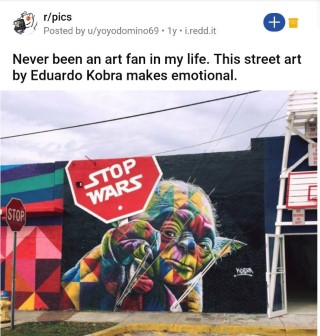 r/pics
Posted by u/yoyodomino69 • 1y • i.redd.it
Never been an art fan in my life. This street art
by Eduardo Kobra makes emotional.
STOP
WARS
STOP
KOBRA